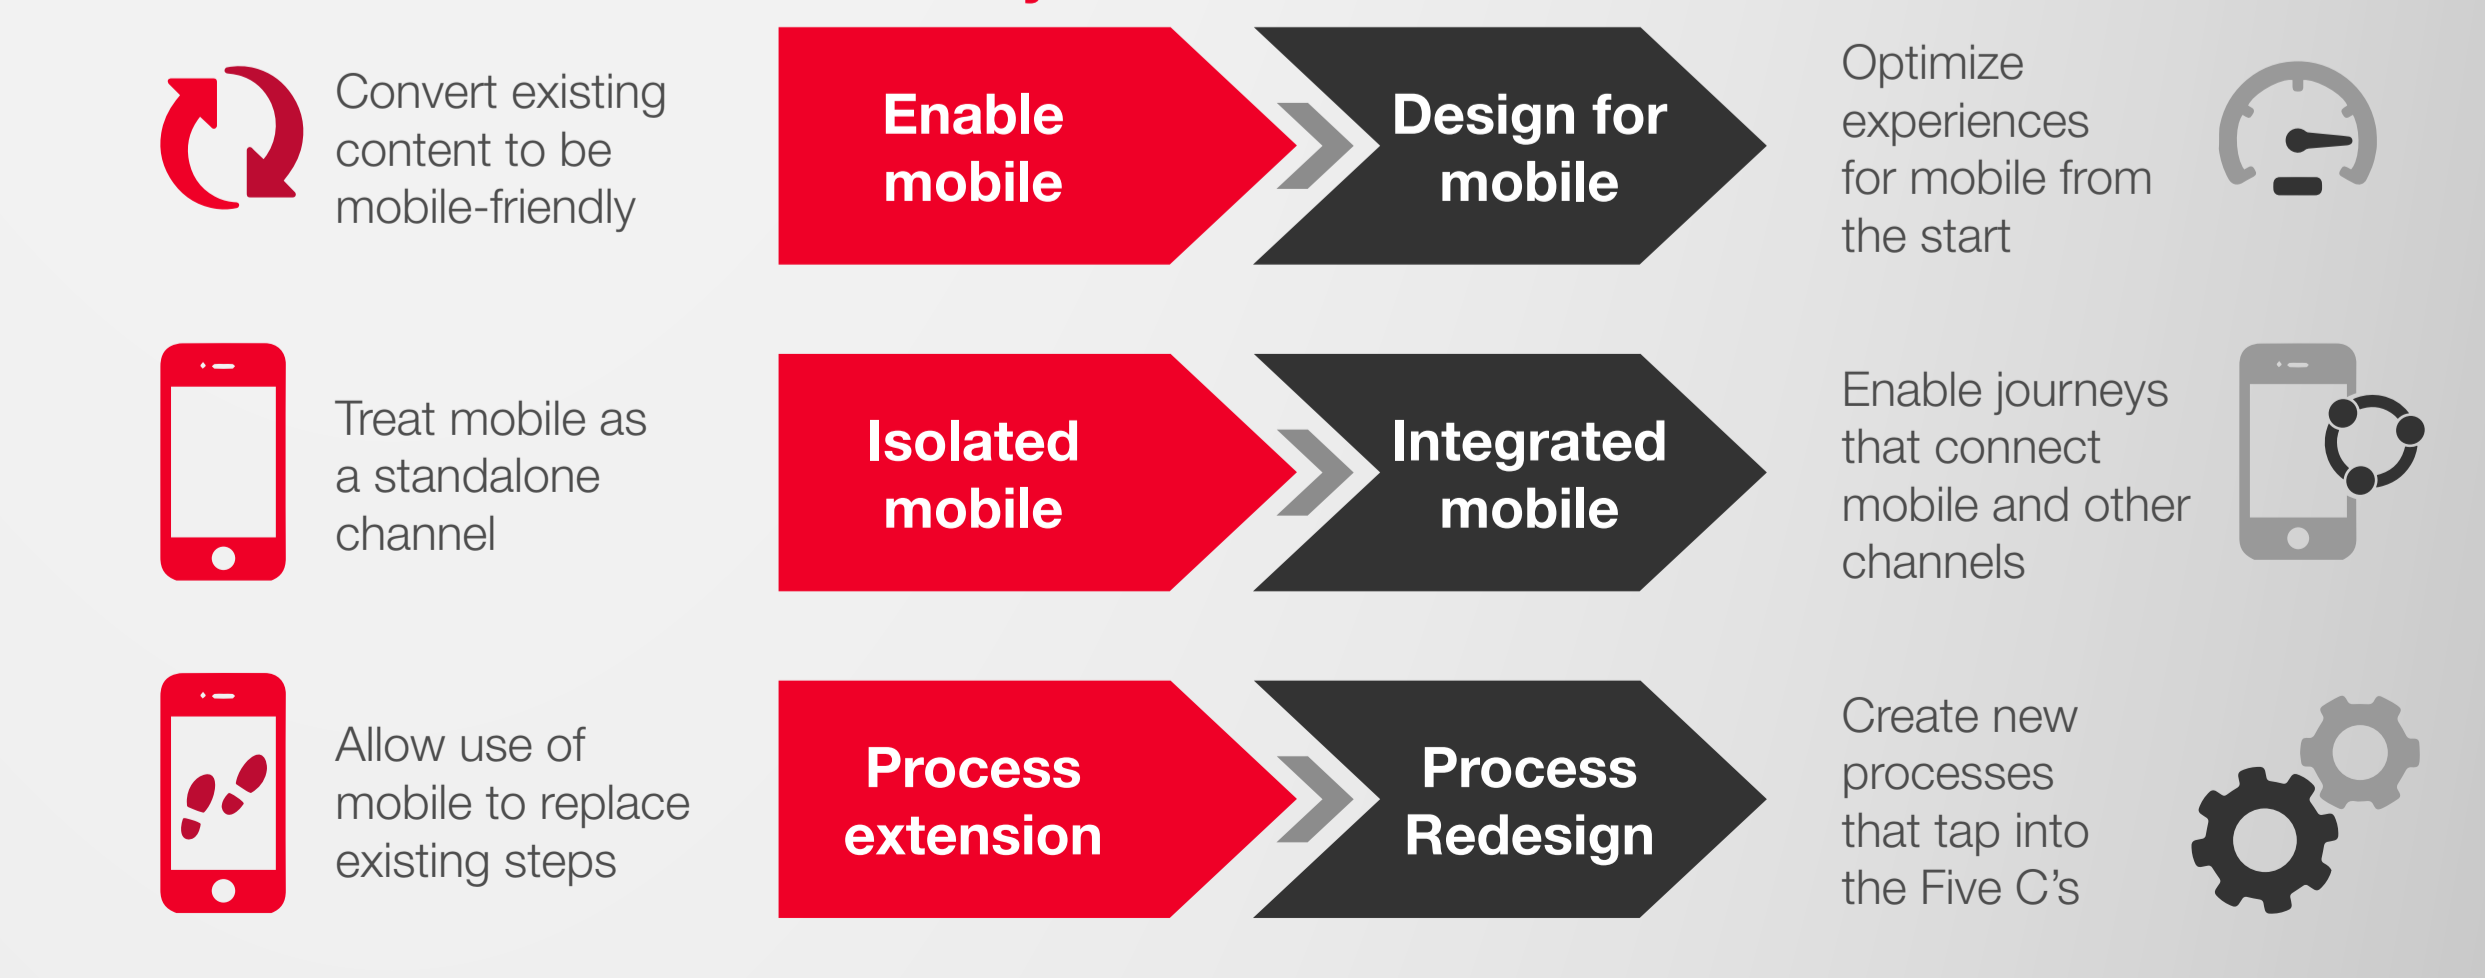 Convert existing
content to be
mobile-friendly
Enable
mobile
Design for
mobile
Optimize
experiences
for mobile from
the start
Treat mobile as
a standalone
channel
Isolated
mobile
Integrated
mobile
Enable journeys
that connect
mobile and other
channels
Allow use of
mobile to replace
existing steps
Process
extension
Process
Redesign
Create new
processes
that tap into
the Five C's